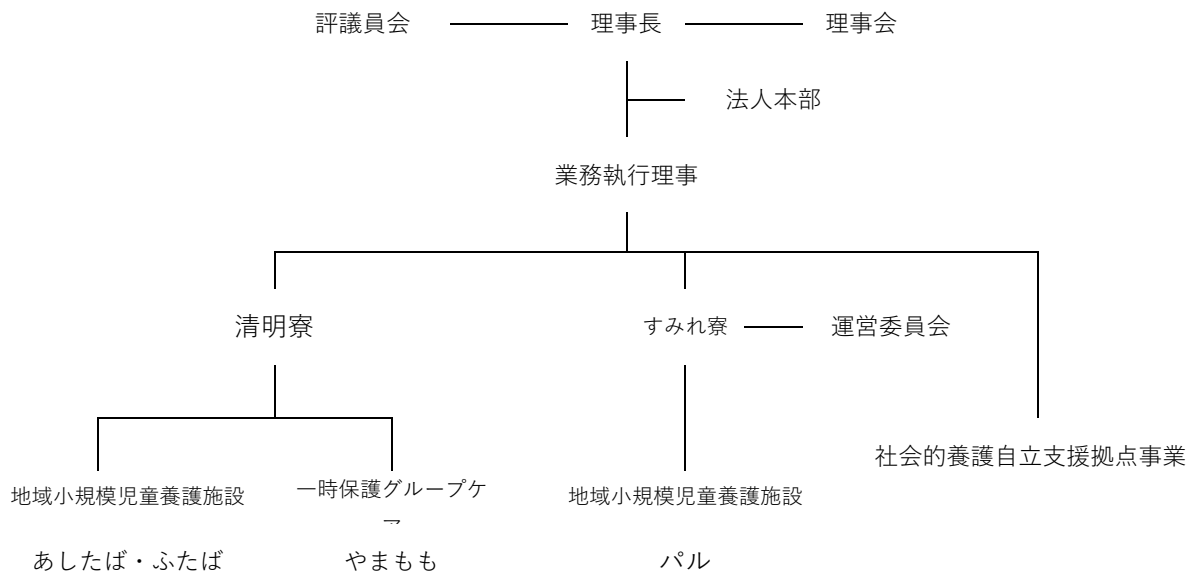 評議員会 理事長 理事会
法人本部
業務執行理事
清明寮 すみれ寮 運営委員会
社会的養護自立支援拠点事業
地域小規模児童養護施設 一時保護グループケ 地域小規模児童養護施設
あしたば・ふたば やまもも パル